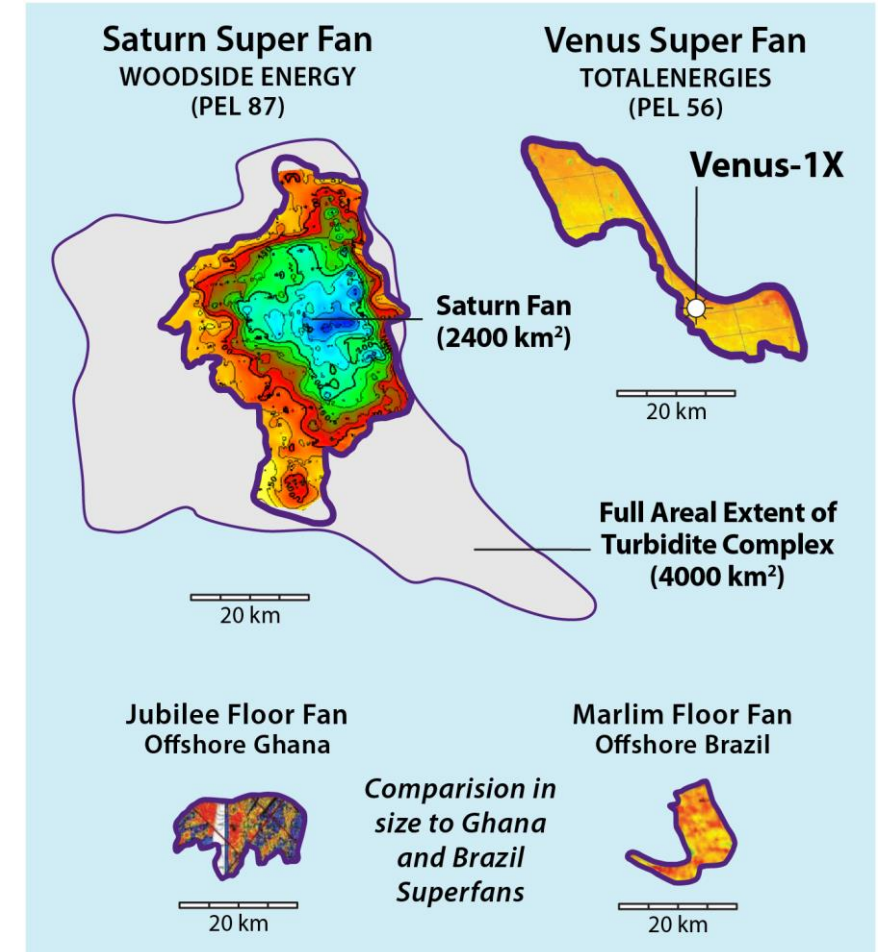 Saturn Super Fan
WOODSIDE ENERGY
(PEL 87)
Venus Super Fan
TOTALENERGIES
(PEL 56)
Venus-1X
Saturn Fan
(2400 km²)
20 km
Full Areal Extent of
Turbidite Complex
(4000 km²)
20 km
Jubilee Floor Fan
Offshore Ghana
20 km
Comparision in
size to Ghana
and Brazil
Superfans
Marlim Floor Fan
Offshore Brazil
20 km